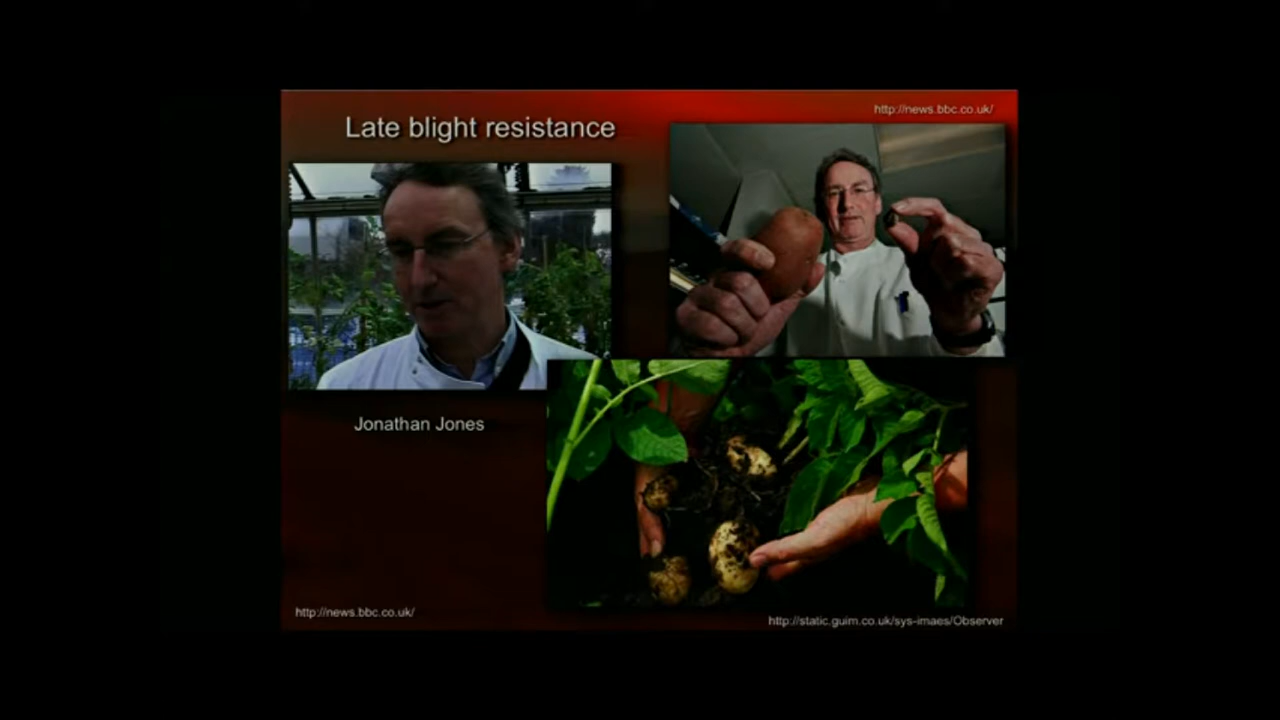 http://news.bbc.co.uk/
Late blight resistance
Jonathan Jones
http://news.bbc.co.uk/
http://static.guim.co.uk/sys-imaes/Observer